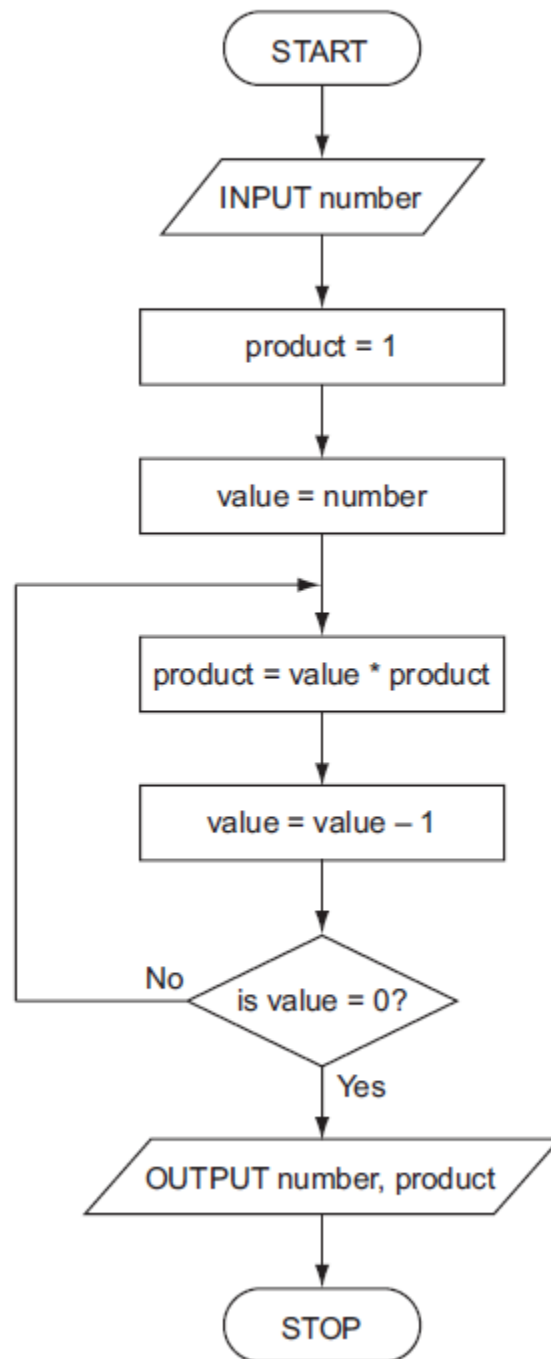 START
INPUT number
product = 1
value = number
product = value * product
value = value – 1
No
is value = 0?
Yes
OUTPUT number, product
STOP